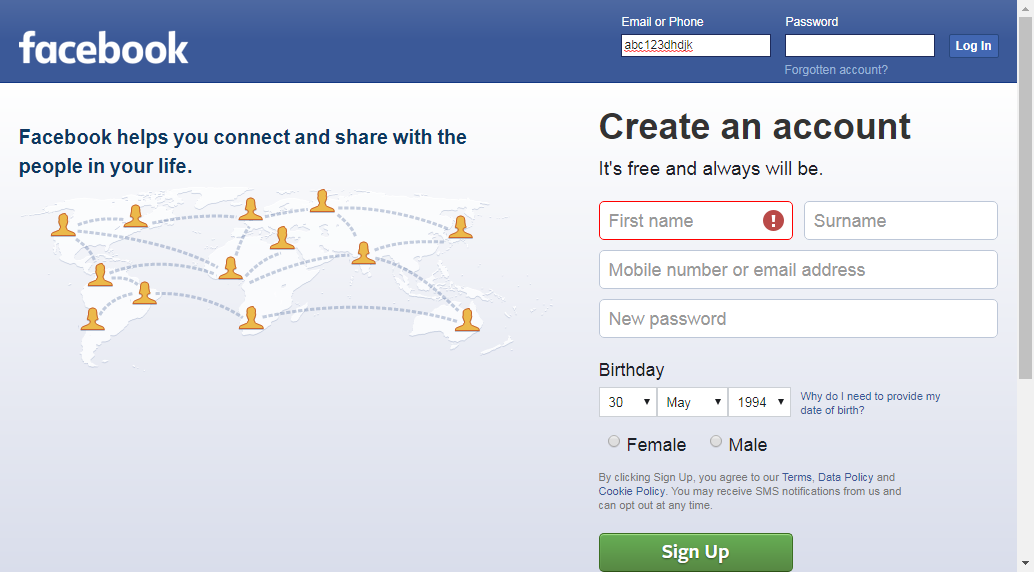 facebook
Email or Phone
Password
abc123dhdjk
Log In
Forgotten account?
Facebook helps you connect and share with the
people in your life.
Create an account
It's free and always will be.
First name
Surname
Mobile number or email address
New password
Birthday
30
May
1994
Why do I need to provide my
date of birth?
Female
Male
By clicking Sign Up, you agree to our Terms, Data Policy and
Cookie Policy. You may receive SMS notifications from us and
can opt out at any time.
Sign Up